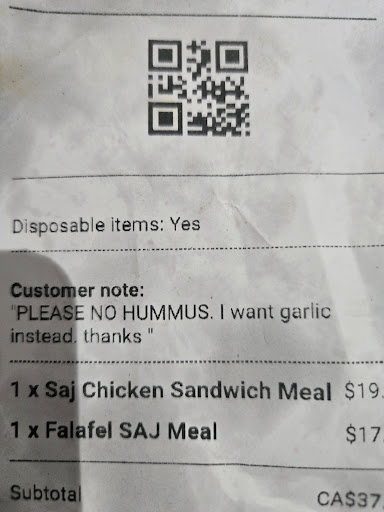 Disposable items: Yes
Customer note:
"PLEASE NO HUMMUS. I want garlic
instead. thanks "
1 x Saj Chicken Sandwich Meal $19.
1 x Falafel SAJ Meal $17.
Subtotal CA$37.